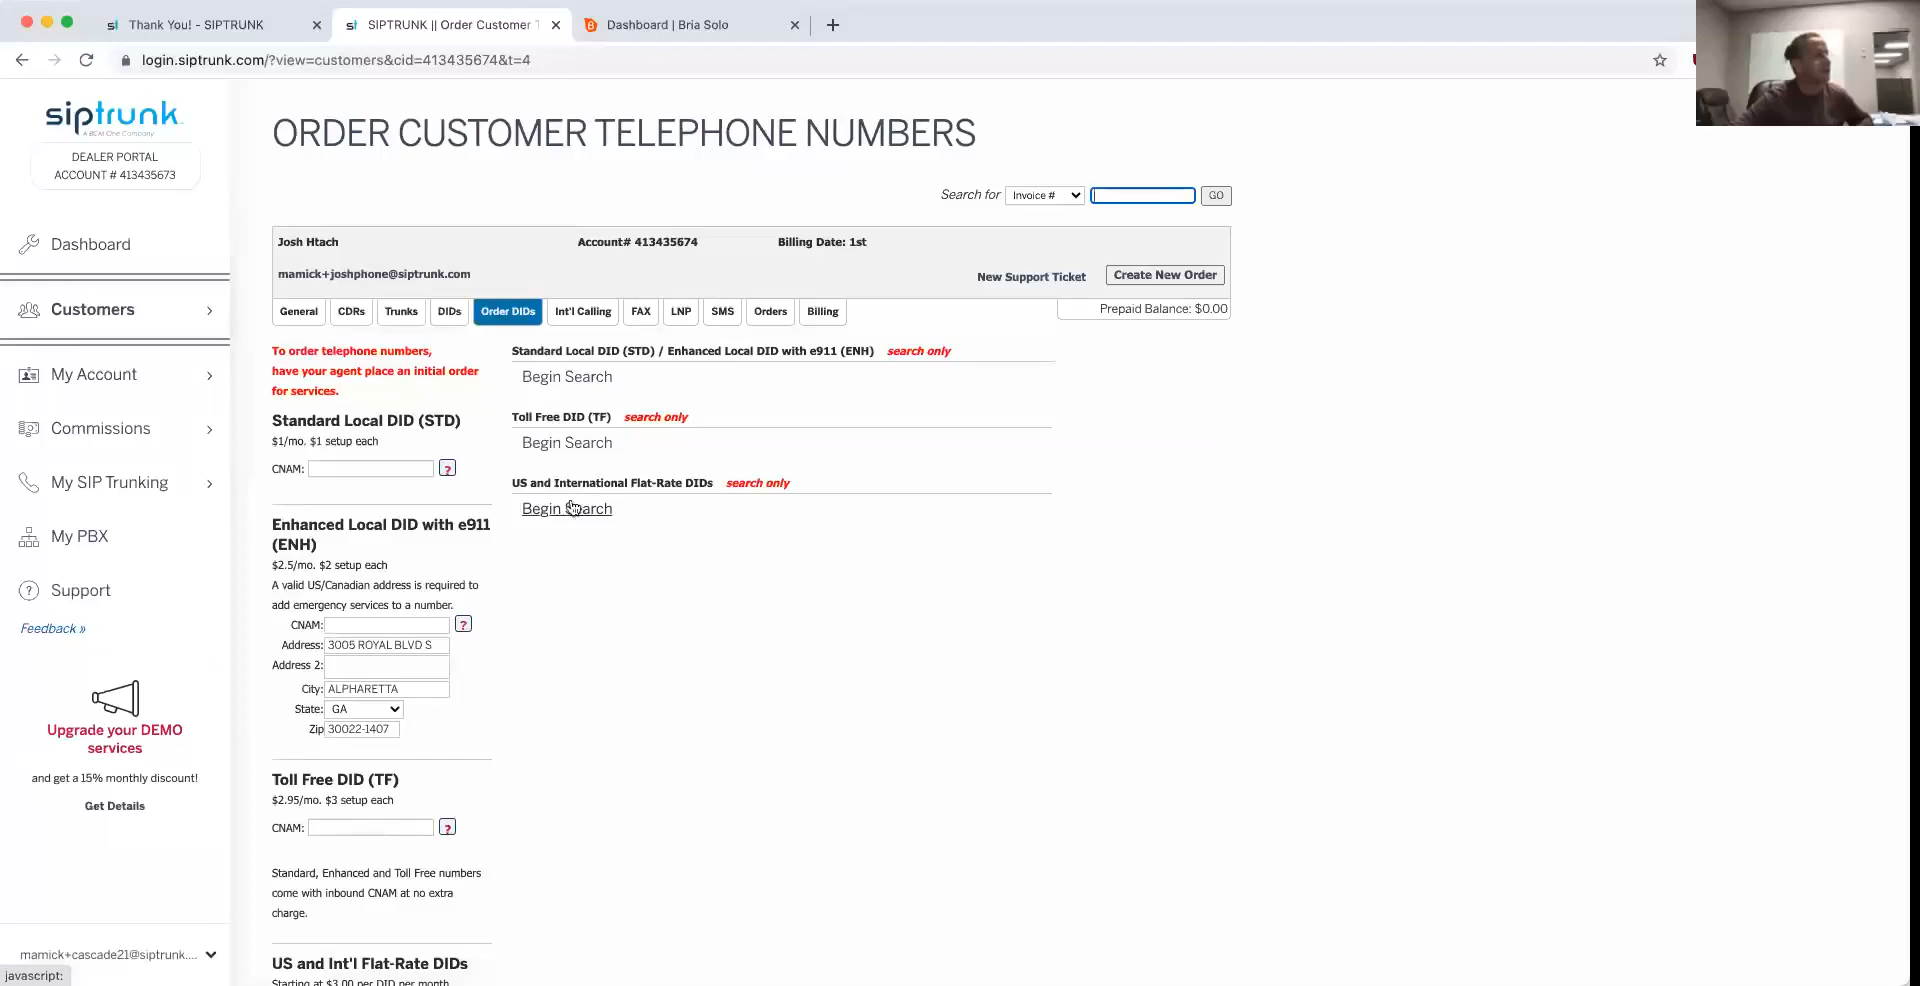 Thank You! - SIPTRUNK
SIPTRUNK || Order Customer T
Dashboard | Bria Solo
login.siptrunk.com/?view=customers&cid=413435674&t=4
siptrunk
A BCM One Company
DEALER PORTAL
ACCOUNT # 413435673
Dashboard
Customers
My Account
Commissions
My SIP Trunking
My PBX
Support
Feedback »
Upgrade your DEMO
services
and get a 15% monthly discount!
Get Details
mamick+cascade21@siptrunk....
javascript:
ORDER CUSTOMER TELEPHONE NUMBERS
Search for Invoice # GO
Josh Htach Account# 413435674 Billing Date: 1st
mamick+joshphone@siptrunk.com New Support Ticket Create New Order
General CDRs Trunks DIDs Order DIDs Int'l Calling FAX LNP SMS Orders Billing
Prepaid Balance: $0.00
To order telephone numbers,
have your agent place an initial order
for services.
Standard Local DID (STD)
$1/mo. $1 setup each
CNAM: ?
Enhanced Local DID with e911
(ENH)
$2.5/mo. $2 setup each
A valid US/Canadian address is required to
add emergency services to a number.
CNAM: ?
Address: 3005 ROYAL BLVD S
Address 2:
City: ALPHARETTA
State: GA
Zip 30022-1407
Toll Free DID (TF)
$2.95/mo. $3 setup each
CNAM: ?
Standard, Enhanced and Toll Free numbers
come with inbound CNAM at no extra
charge.
US and Int'l Flat-Rate DIDs
Starting at $3.00 per DID per month
Standard Local DID (STD) / Enhanced Local DID with e911 (ENH) search only
Begin Search
Toll Free DID (TF) search only
Begin Search
US and International Flat-Rate DIDs search only
Begin Search